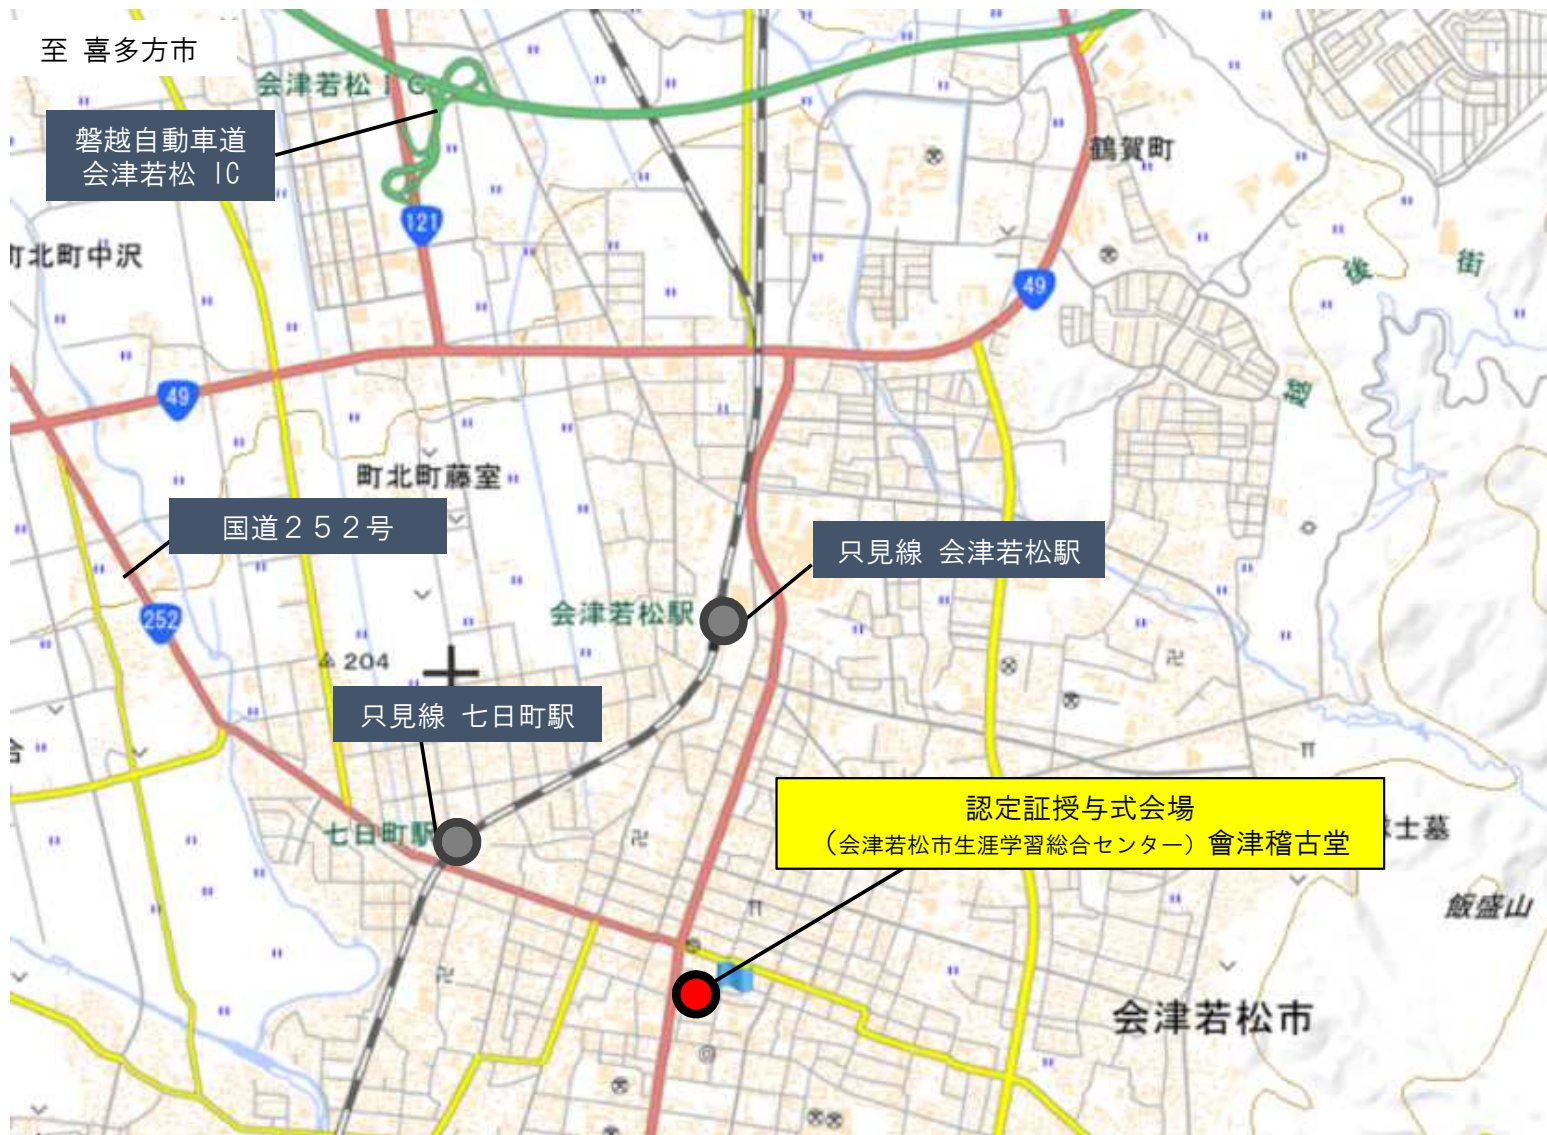 至 喜多方市
会津若松IC
磐越自動車道
会津若松 IC
鶴賀町
121
町北町中沢
49
越
後
街
49
町北町藤室
国道252号
只見線 会津若松駅
252
会津若松駅
204
只見線 七日町駅
七日町駅
認定証授与式会場
(会津若松市生涯学習総合センター)會津稽古堂
士墓
飯盛山
会津若松市